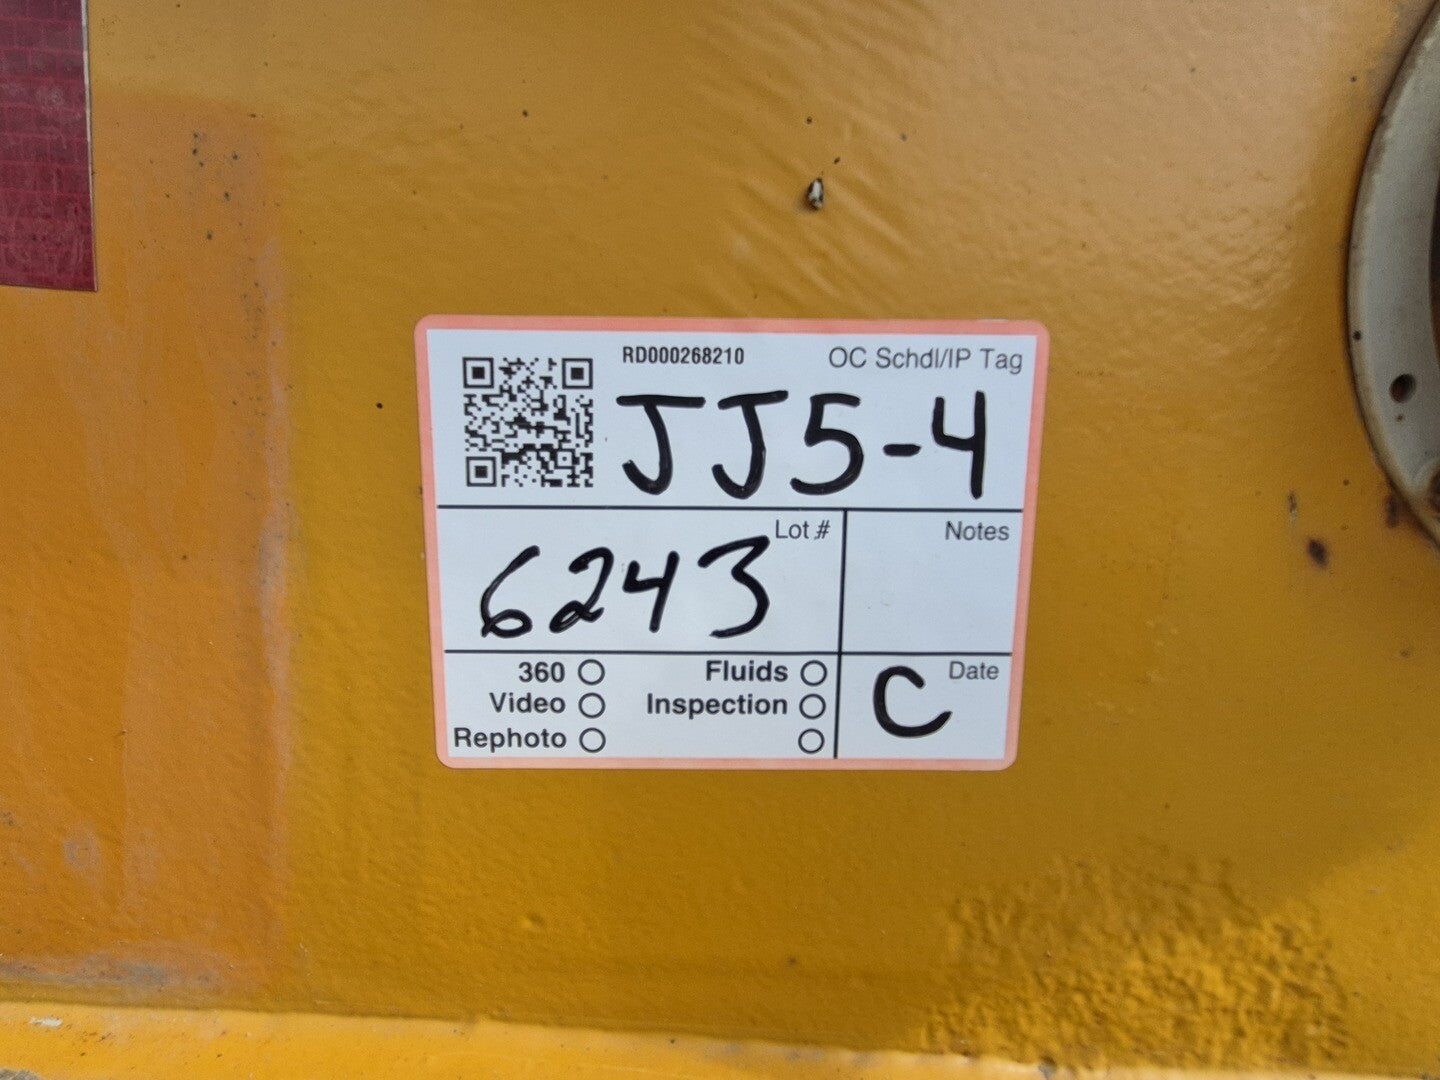 RD000268210 OC Schdl/IP Tag
JJ5-4
Lot #
6243
Notes
360 Fluids
Video Inspection
Rephoto
Date
C